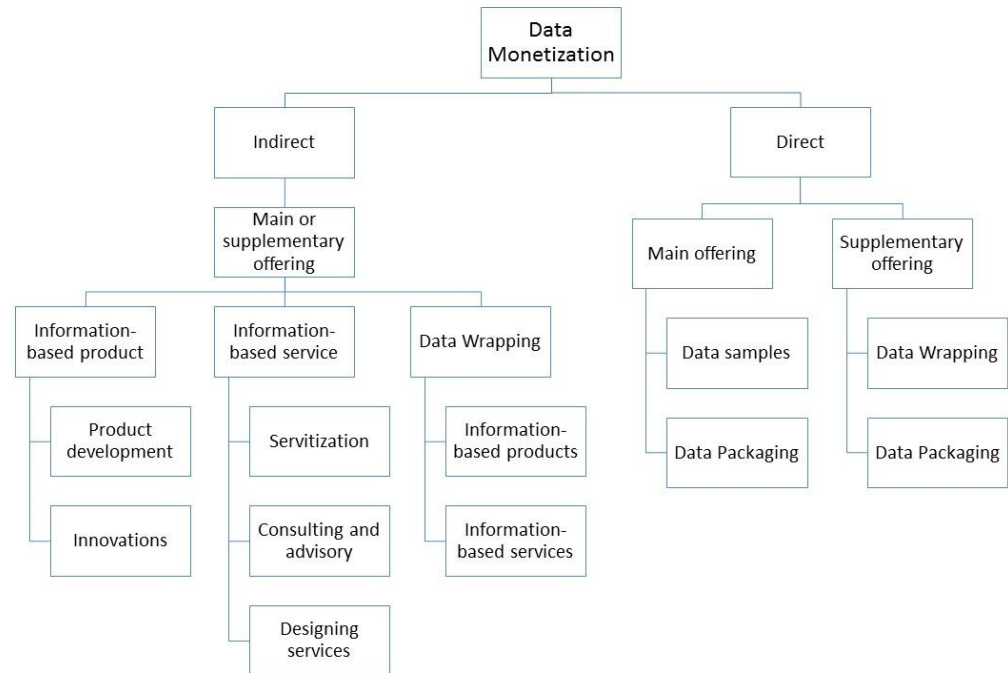 Data
Monetization
Indirect
Direct
Main or
supplementary
offering
Main offering
Supplementary
offering
Information-
based product
Information-
based service
Data Wrapping
Data samples
Data Wrapping
Product
development
Servitization
Information-
based products
Data Packaging
Data Packaging
Innovations
Consulting and
advisory
Information-
based services
Designing
services